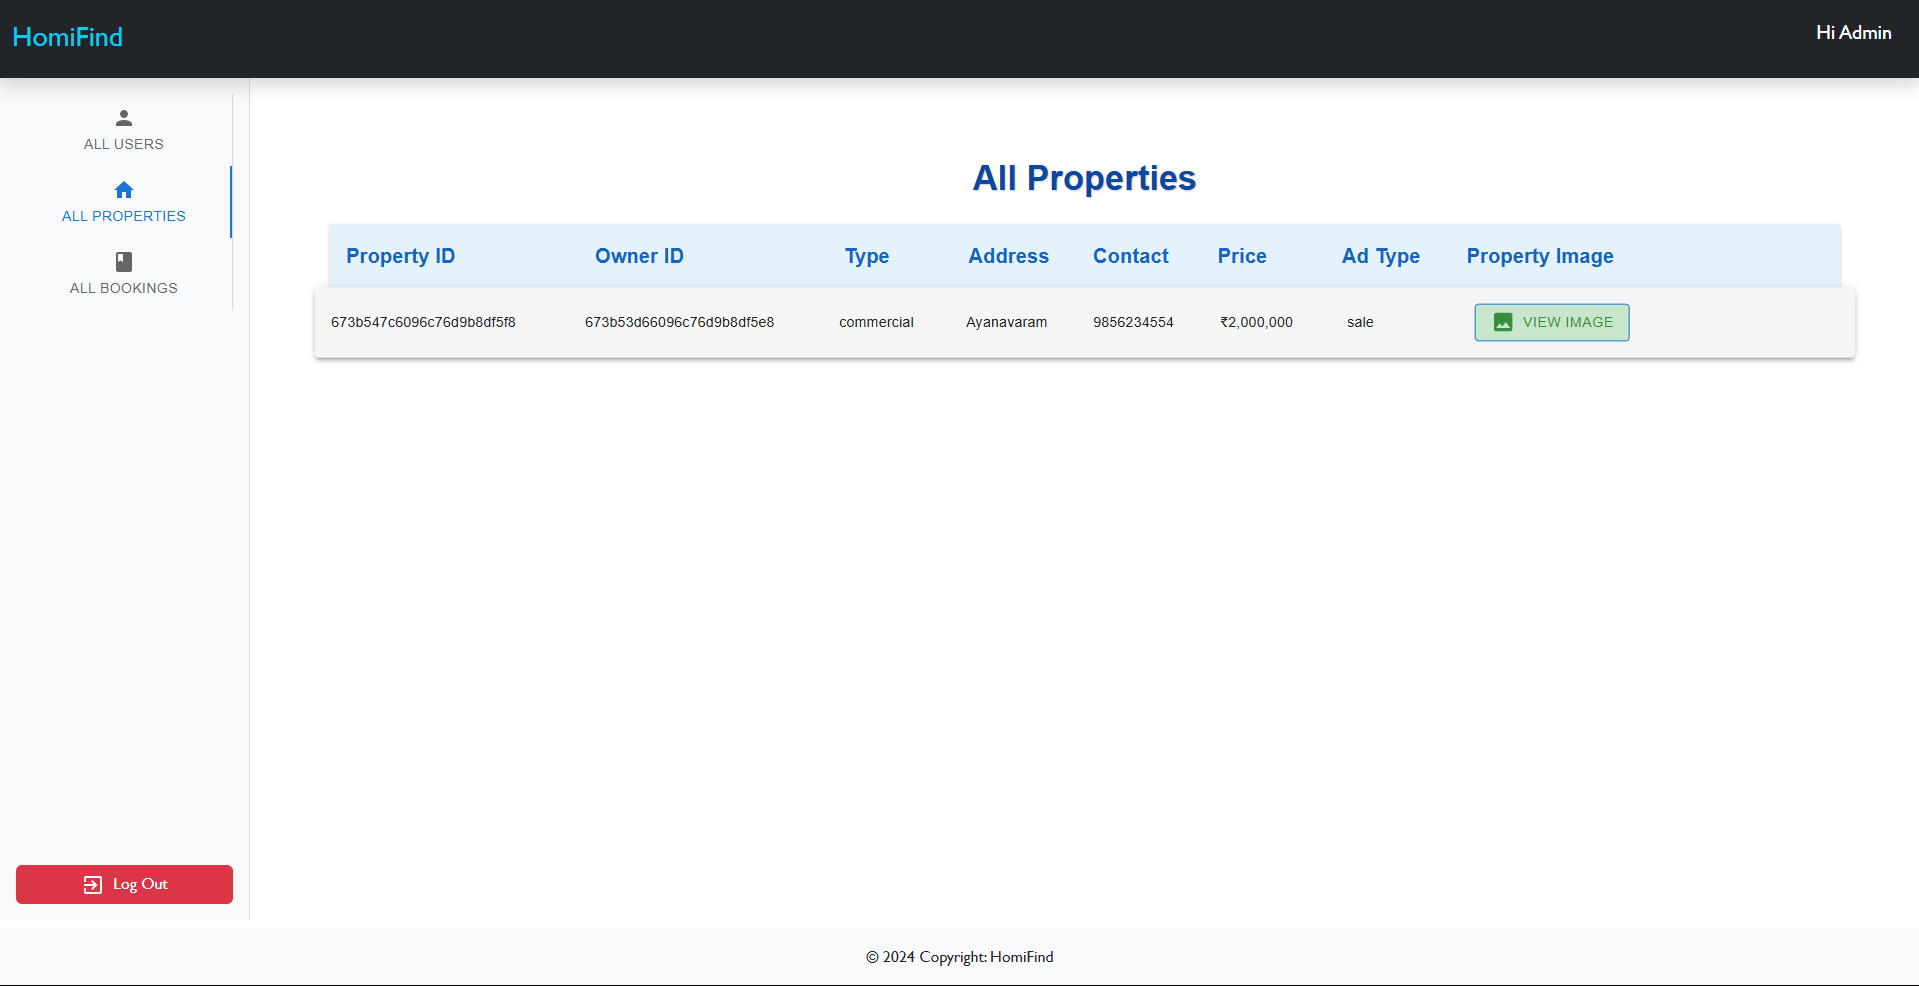 HomiFind
Hi Admin
ALL USERS
ALL PROPERTIES
ALL BOOKINGS
Log Out
All Properties
Property ID Owner ID Type Address Contact Price Ad Type Property Image
673b547c6096c76d9b8df5f8 673b53d66096c76d9b8df5e8 commercial Ayanavaram 9856234554 ₹2,000,000 sale VIEW IMAGE
© 2024 Copyright: HomiFind